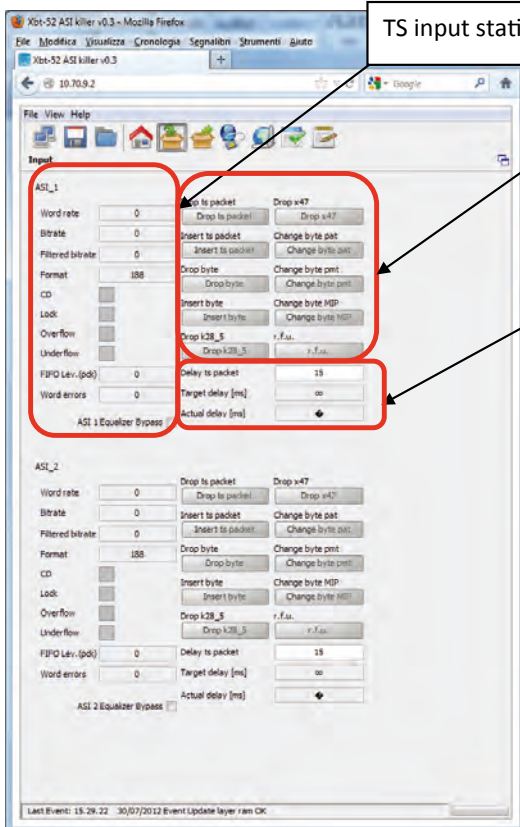 Xbt-52 ASI killer v0.3 - Mozilla Firefox
TS input stati
File Modifica Visualizza Cronologia Segnalibri Strumenti Aiuto
Xbt-52 ASI killer v0.3
+
10.70.9.2
Google
File View Help
Input
ASI_1
Drop ts packet Drop x47
Word rate 0 Drop ts packet Drop x47
Bitrate 0 Insert ts packet Change byte pat
Filtered bitrate 0 Insert ts packet Change byte pat
Format 188 Drop byte Change byte pmt
Drop byte Change byte pmt
CD Insert byte Change byte MIP
Lock Insert byte Change byte MIP
Overflow Drop k28_5 r.f.u.
Underflow Drop k28_5 r.f.u.
FIFO Lev.(pdk) 0 Delay ts packet 15
Word errors 0 Target delay [ms] ∞
ASI 1 Equalizer Bypass Actual delay [ms] �
ASI_2
Drop ts packet Drop x47
Word rate 0 Drop ts packet Drop x47
Bitrate 0 Insert ts packet Change byte pat
Filtered bitrate 0 Insert ts packet Change byte pat
Format 188 Drop byte Change byte pmt
Drop byte Change byte pmt
CD Insert byte Change byte MIP
Lock Insert byte Change byte MIP
Overflow Drop k28_5 r.f.u.
Underflow Drop k28_5 r.f.u.
FIFO Lev.(pdk) 0 Delay ts packet 15
Word errors 0 Target delay [ms] ∞
ASI 2 Equalizer Bypass Actual delay [ms] �
Last Event: 15.29.22 30/07/2012 Event Update layer ram OK